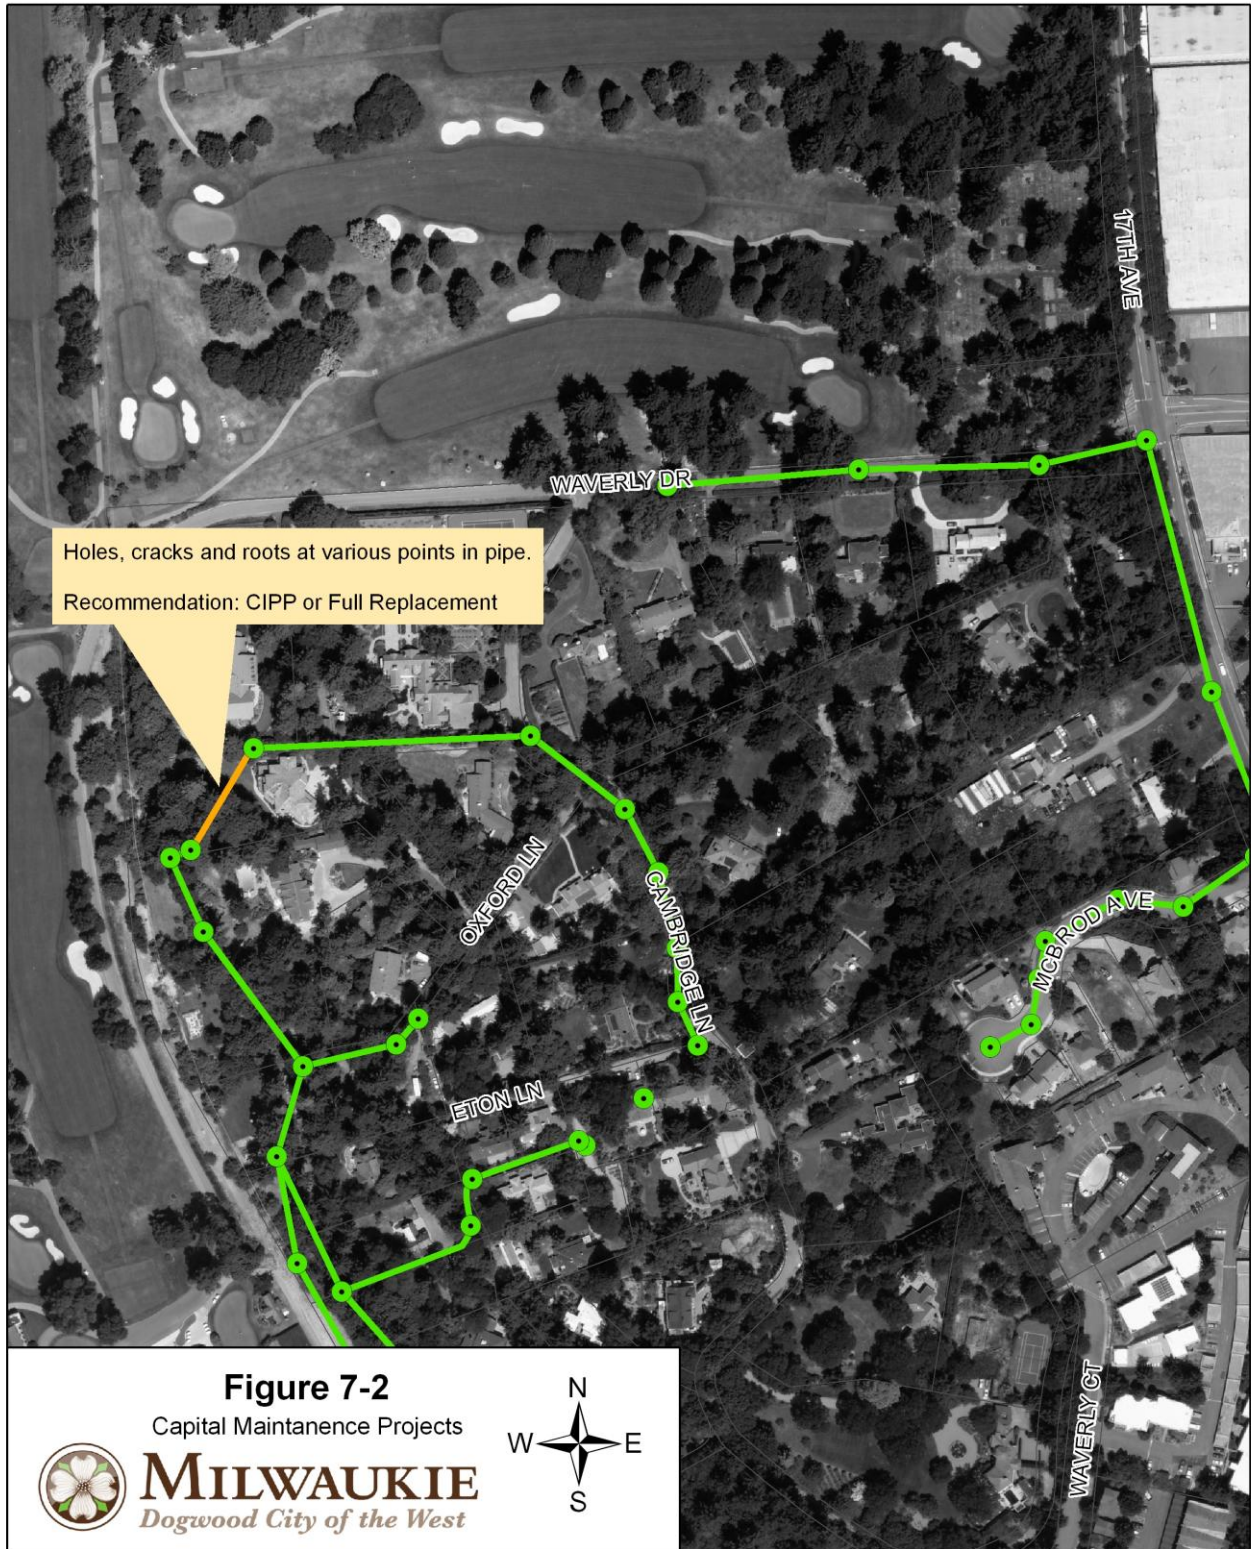 17TH AVE
WAVERLY DR
Holes, cracks and roots at various points in pipe.
Recommendation: CIPP or Full Replacement
OXFORD LN
CAMBRIDGE LN
MCBROD AVE
ETON LN
WAVERLY CT
Figure 7-2
Capital Maintanence Projects
MILWAUKIE
Dogwood City of the West
N
W E
S